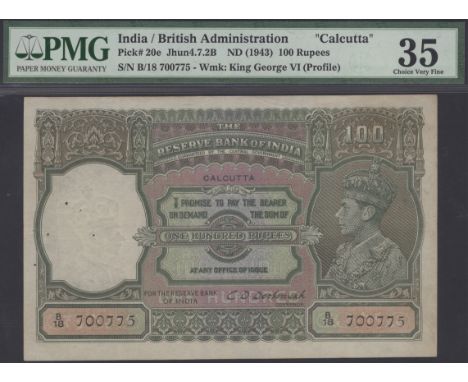 PMG
PAPER MONEY GUARANTY
India / British Administration "Calcutta"
Pick# 20e Jhun4.7.2B ND (1943) 100 Rupees
S/N B/18 700775 - Wmk: King George VI (Profile)
35
Choice Very Fine
THE
RESERVE BANK OF INDIA
100
CALCUTTA
I PROMISE TO PAY THE BEARER
ON DEMAND THE SUM OF
ONE HUNDRED RUPEES
AT ANY OFFICE OF ISSUE
FOR THE RESERVE BANK
OF INDIA
B/18 700775
B/18 700775